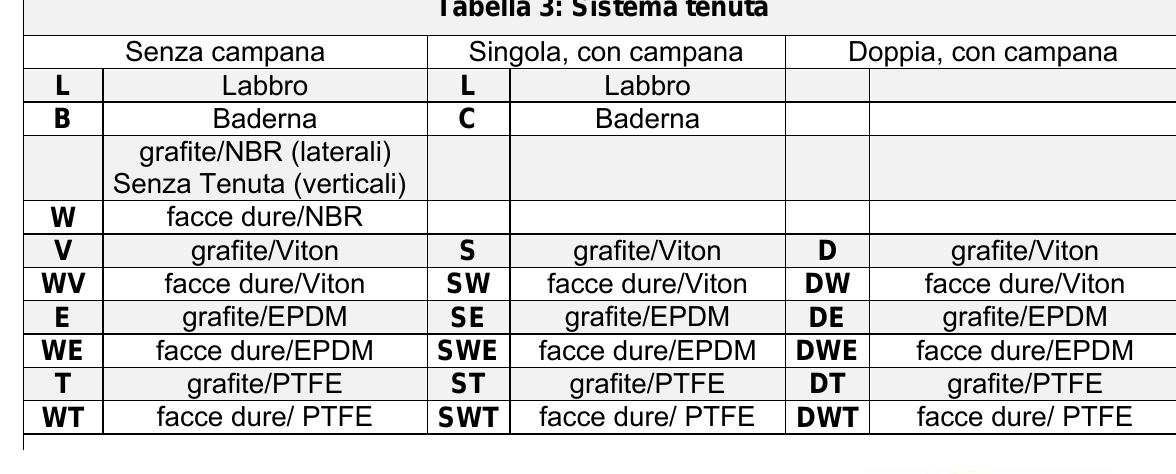 Tabella 3: Sistema tenuta
Senza campana Singola, con campana Doppia, con campana
L Labbro L Labbro
B Baderna C Baderna
grafite/NBR (laterali)
Senza Tenuta (verticali)
W facce dure/NBR
V grafite/Viton S grafite/Viton D grafite/Viton
WV facce dure/Viton SW facce dure/Viton DW facce dure/Viton
E grafite/EPDM SE grafite/EPDM DE grafite/EPDM
WE facce dure/EPDM SWE facce dure/EPDM DWE facce dure/EPDM
T grafite/PTFE ST grafite/PTFE DT grafite/PTFE
WT facce dure/ PTFE SWT facce dure/ PTFE DWT facce dure/ PTFE